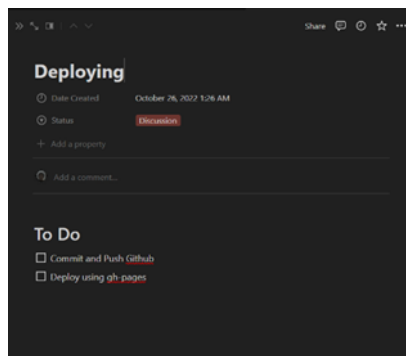 Share
Deploying
Date Created October 26, 2022 1:26 AM
Status Discussion
+ Add a property
Add a comment...
To Do
Commit and Push Github
Deploy using gh-pages